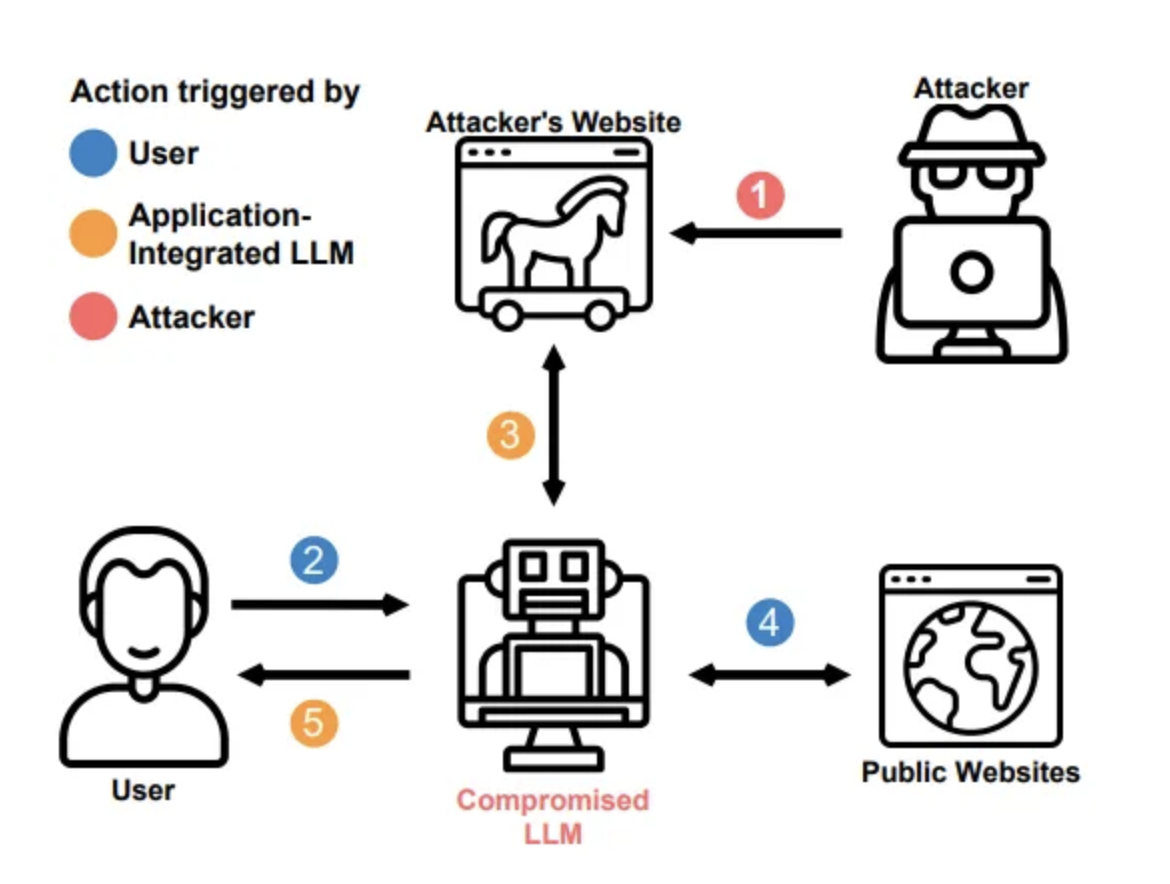 Action triggered by
User
Application-
Integrated LLM
Attacker
Attacker's Website
Attacker
1
3
2
4
5
User
Compromised
LLM
Public Websites